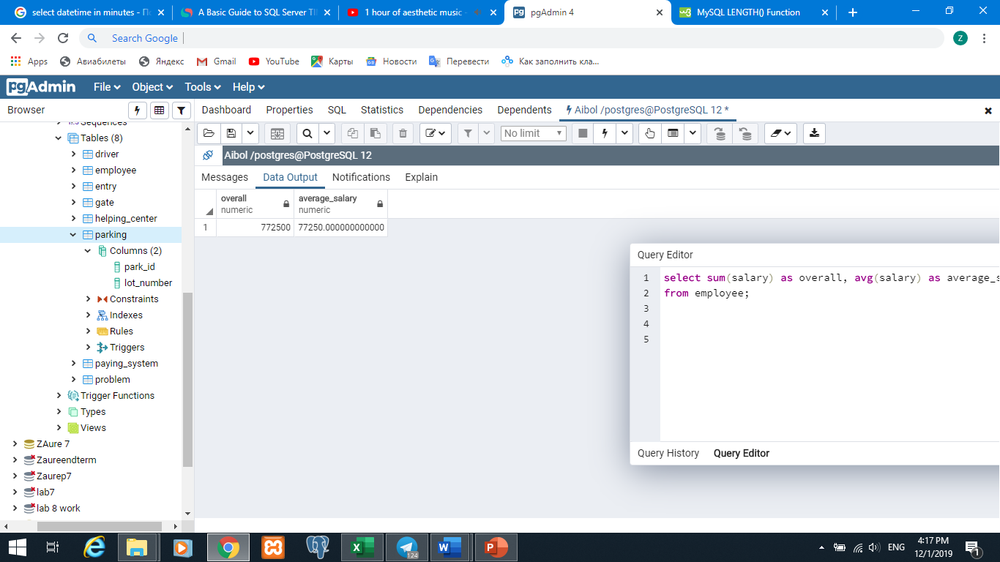 select datetime in minutes - По
A Basic Guide to SQL Server TI
1 hour of aesthetic music -
pgAdmin 4
MySQL LENGTH() Function
Search Google
Z
Apps
Авиабилеты
Яндекс
Gmail
YouTube
Карты
Новости
Перевести
Как заполнить кла...
pgAdmin
File
Object
Tools
Help
Browser
Dashboard
Properties
SQL
Statistics
Dependencies
Dependents
Aibol /postgres@PostgreSQL 12 *
Sequences
Tables (8)
driver
employee
entry
gate
helping_center
parking
Columns (2)
park_id
lot_number
Constraints
Indexes
Rules
Triggers
paying_system
problem
Trigger Functions
Types
Views
ZAure 7
Zaureendterm
Zaurep7
lab7
lab 8 work
No limit
Aibol /postgres@PostgreSQL 12
Messages
Data Output
Notifications
Explain
overall
numeric
average_salary
numeric
1
772500
77250.000000000000
Query Editor
1 select sum(salary) as overall, avg(salary) as average_s
2 from employee;
3
4
5
Query History
Query Editor
124
ENG
4:17 PM
12/1/2019
1